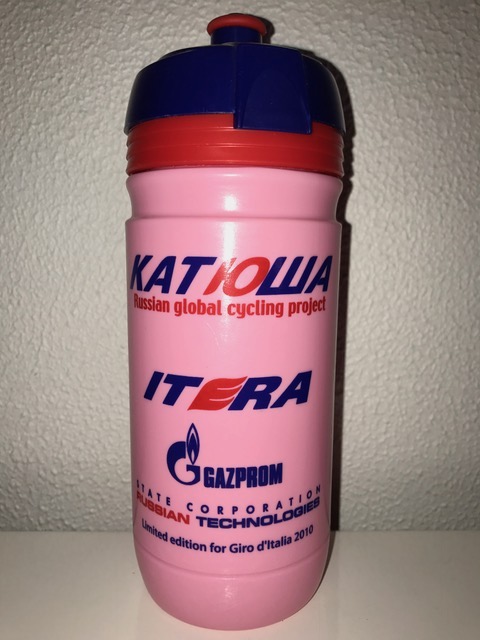 КАТЮША
Russian global cycling project
ITERA
GAZPROM
STATE CORPORATION
RUSSIAN TECHNOLOGIES
Limited edition for Giro d'Italia 2010